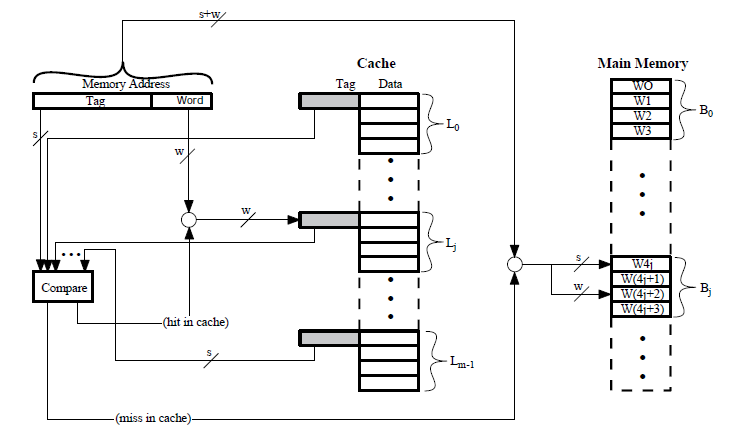 s+w
Cache
Main Memory
Memory Address
Tag Data
Tag Word
WO
W1
W2
W3
B0
L0
s
w
w
Lj
s
W4j
W(4j+1)
W(4j+2)
W(4j+3)
w
Bj
Compare
(hit in cache)
s
Lm-1
(miss in cache)